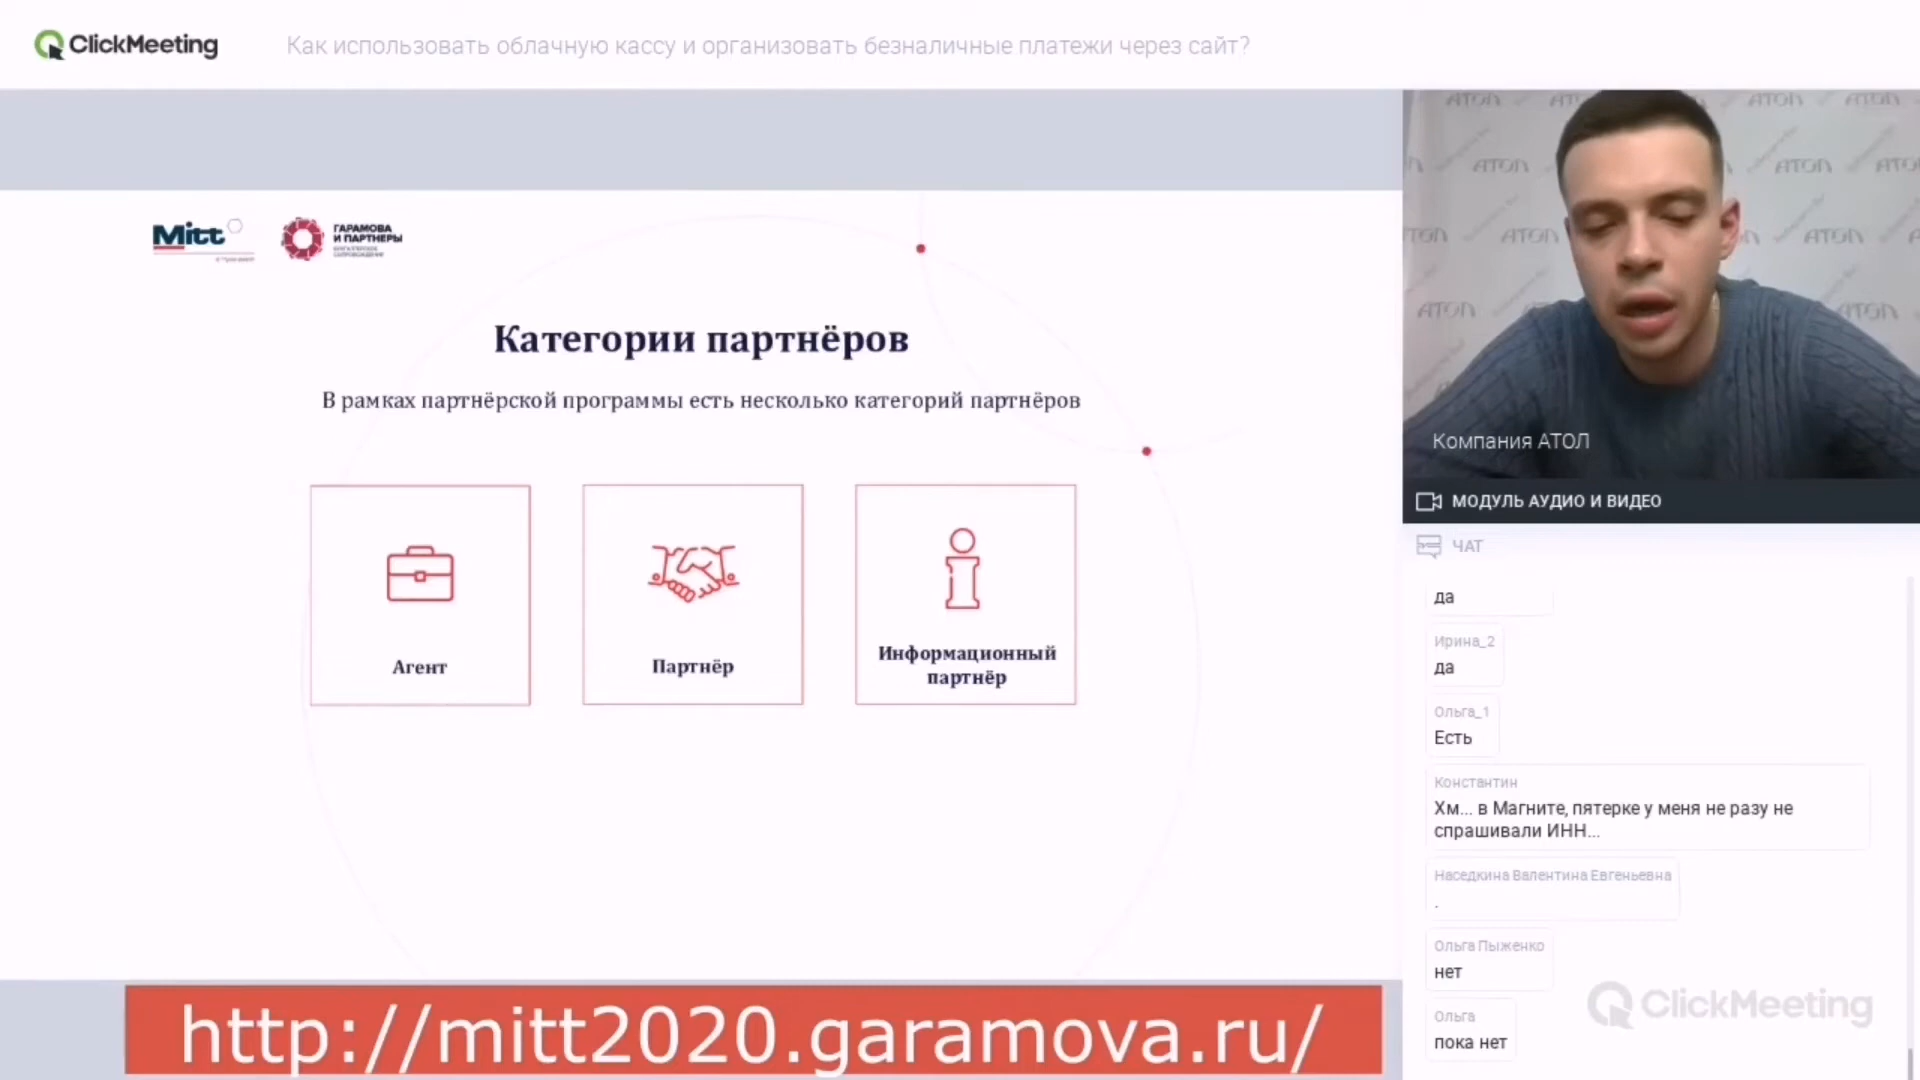 ClickMeeting
Как использовать облачную кассу и организовать безналичные платежи через сайт?
Mitt
ГАРАМОВА
И ПАРТНЕРЫ
БУХГАЛТЕРСКОЕ
СОПРОВОЖДЕНИЕ
Категории партнёров
В рамках партнёрской программы есть несколько категорий партнёров
Агент
Партнёр
Информационный
партнёр
http://mitt2020.garamova.ru/
АТОЛ
Компания АТОЛ
МОДУЛЬ АУДИО И ВИДЕО
ЧАТ
да
Ирина_2
да
Ольга_1
Есть
Константин
Хм... в Магните, пятерке у меня не разу не
спрашивали ИНН...
Наседкина Валентина Евгеньевна
.
Ольга Пыженко
нет
Ольга
пока нет
ClickMeeting